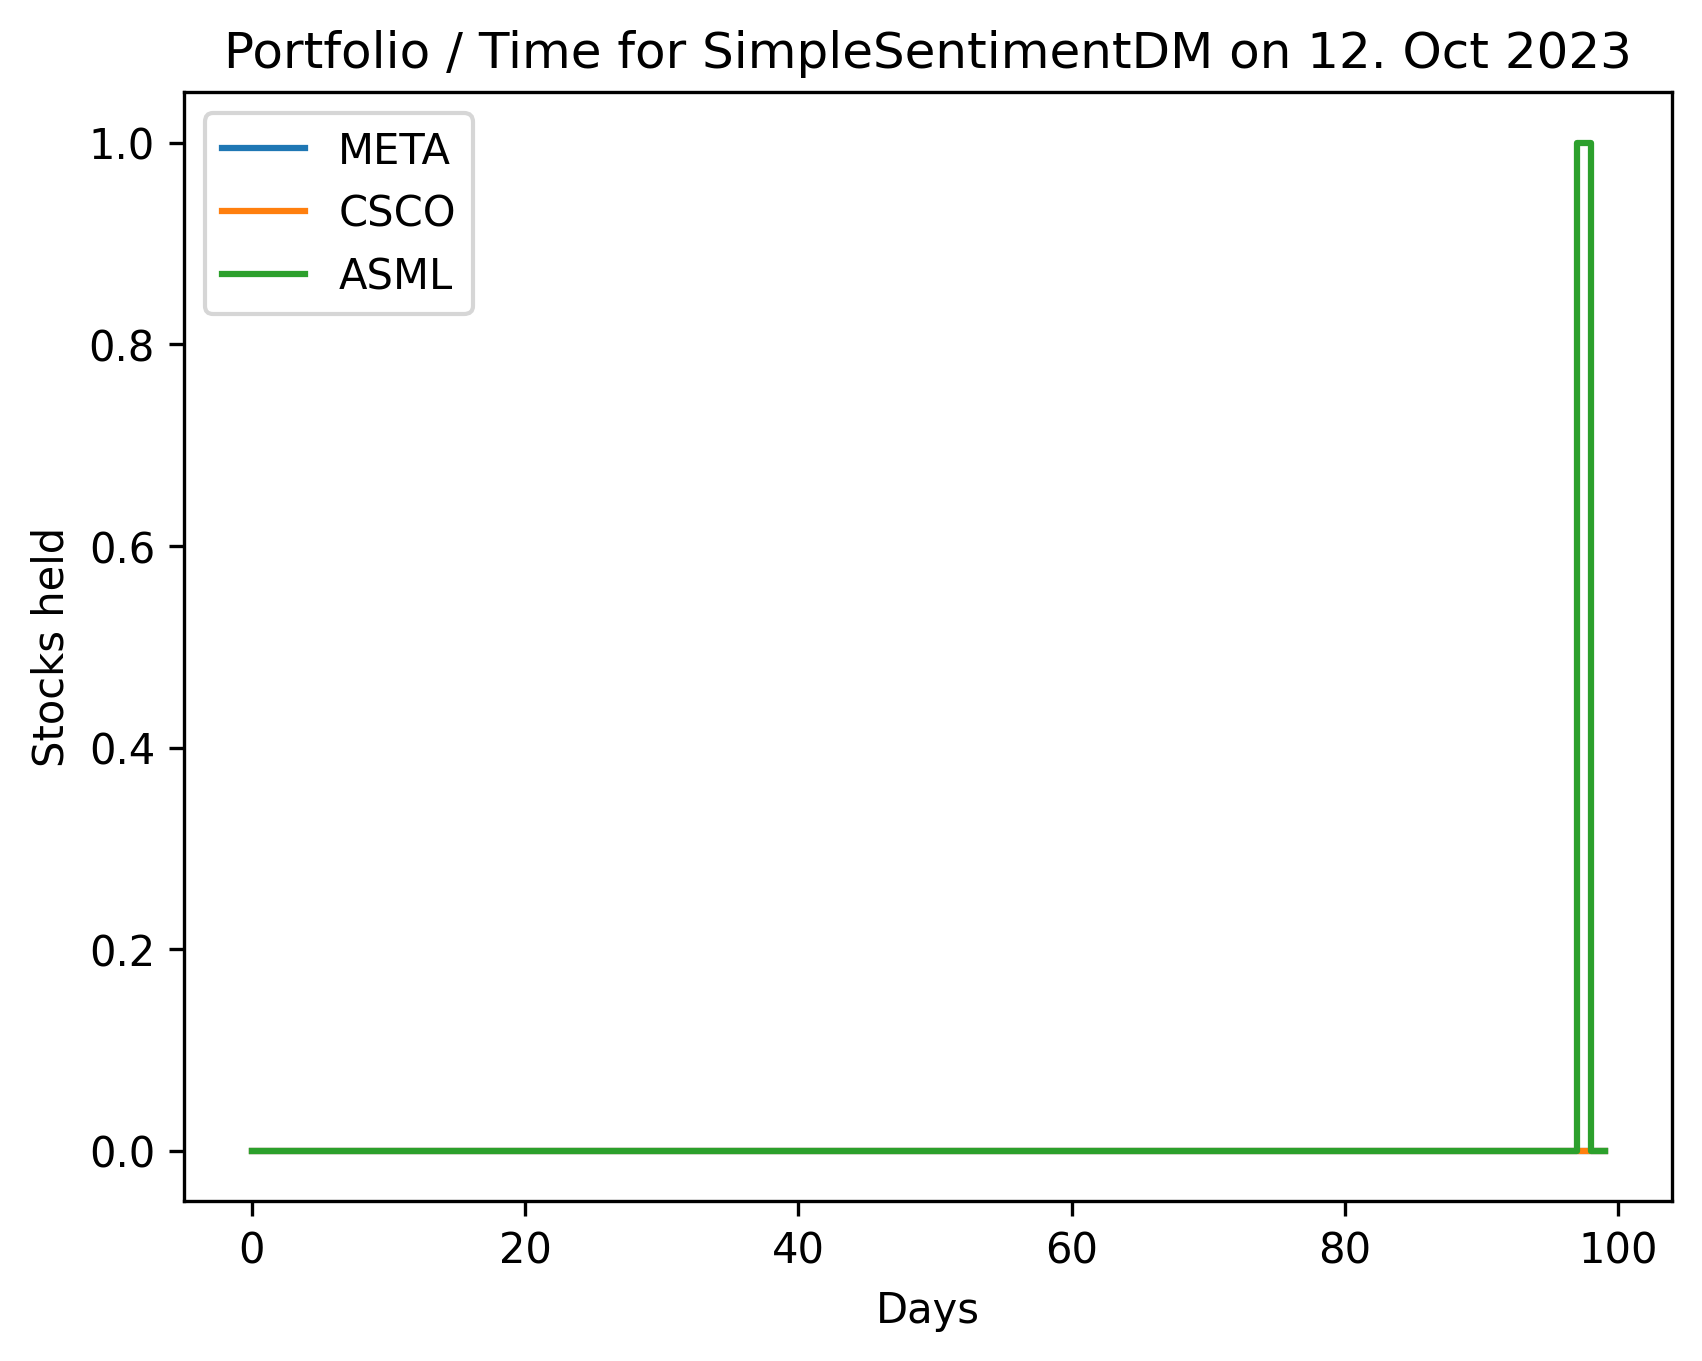 Portfolio / Time for SimpleSentimentDM on 12. Oct 2023
META
CSCO
ASML
1.0
0.8
0.6
0.4
0.2
0.0
Stocks held
0 20 40 60 80 100
Days